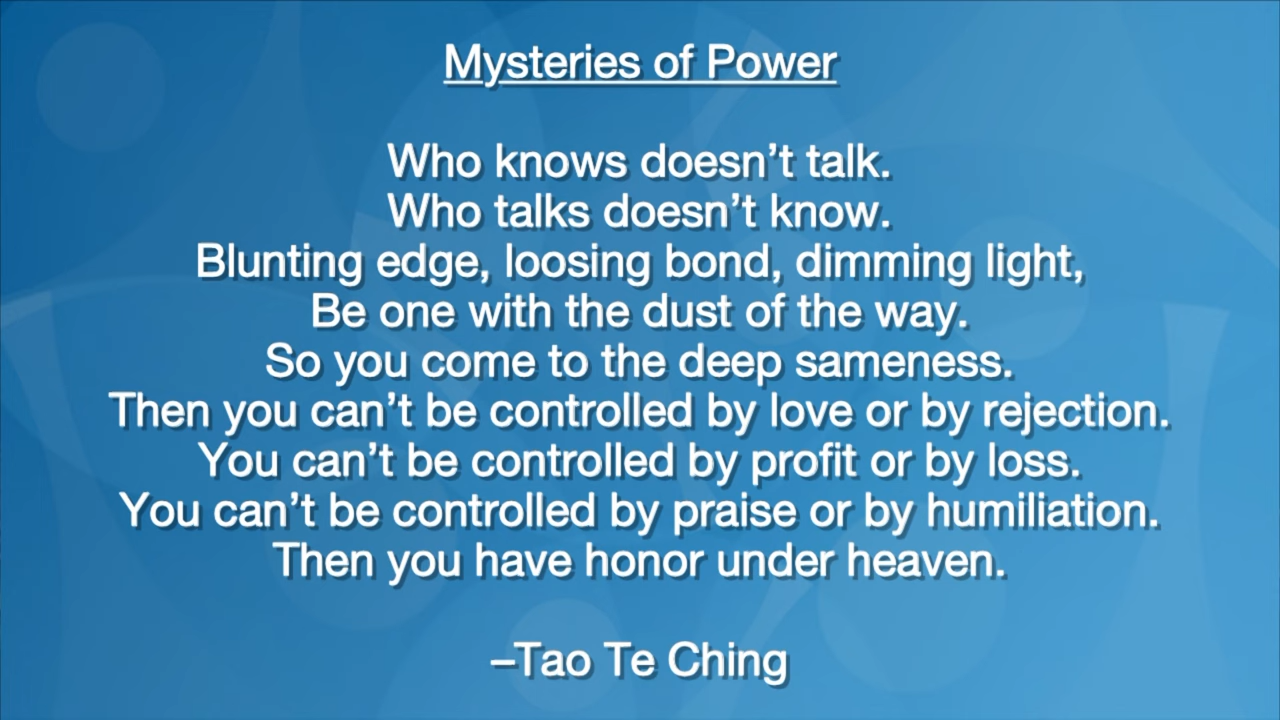 Mysteries of Power
Who knows doesn’t talk.
Who talks doesn’t know.
Blunting edge, loosing bond, dimming light,
Be one with the dust of the way.
So you come to the deep sameness.
Then you can’t be controlled by love or by rejection.
You can’t be controlled by profit or by loss.
You can’t be controlled by praise or by humiliation.
Then you have honor under heaven.
–Tao Te Ching